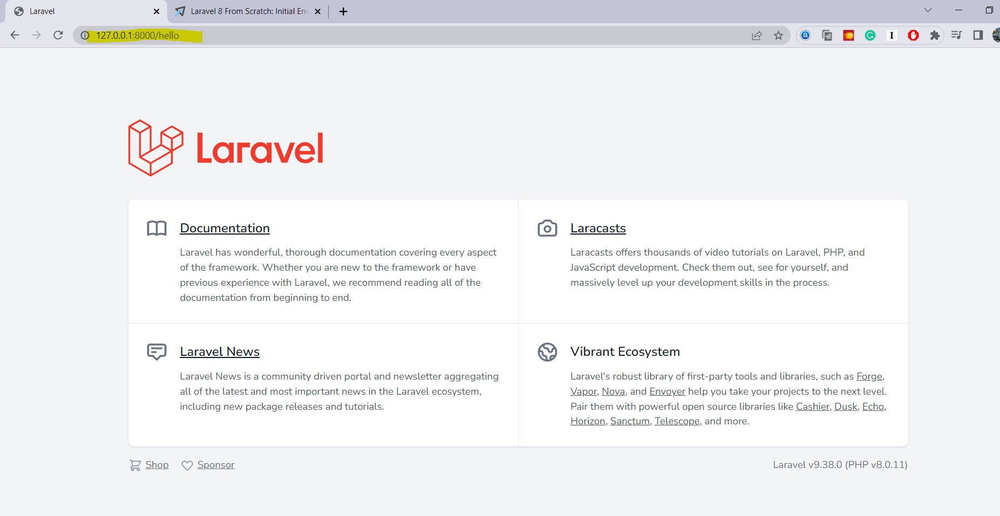 Laravel
Laravel 8 From Scratch: Initial Env
127.0.0.1:8000/hello
Laravel
Documentation
Laravel has wonderful, thorough documentation covering every aspect
of the framework. Whether you are new to the framework or have
previous experience with Laravel, we recommend reading all of the
documentation from beginning to end.
Laracasts
Laracasts offers thousands of video tutorials on Laravel, PHP, and
JavaScript development. Check them out, see for yourself, and
massively level up your development skills in the process.
Laravel News
Laravel News is a community driven portal and newsletter aggregating
all of the latest and most important news in the Laravel ecosystem,
including new package releases and tutorials.
Vibrant Ecosystem
Laravel's robust library of first-party tools and libraries, such as Forge,
Vapor, Nova, and Envoyer help you take your projects to the next level.
Pair them with powerful open source libraries like Cashier, Dusk, Echo,
Horizon, Sanctum, Telescope, and more.
Shop
Sponsor
Laravel v9.38.0 (PHP v8.0.11)